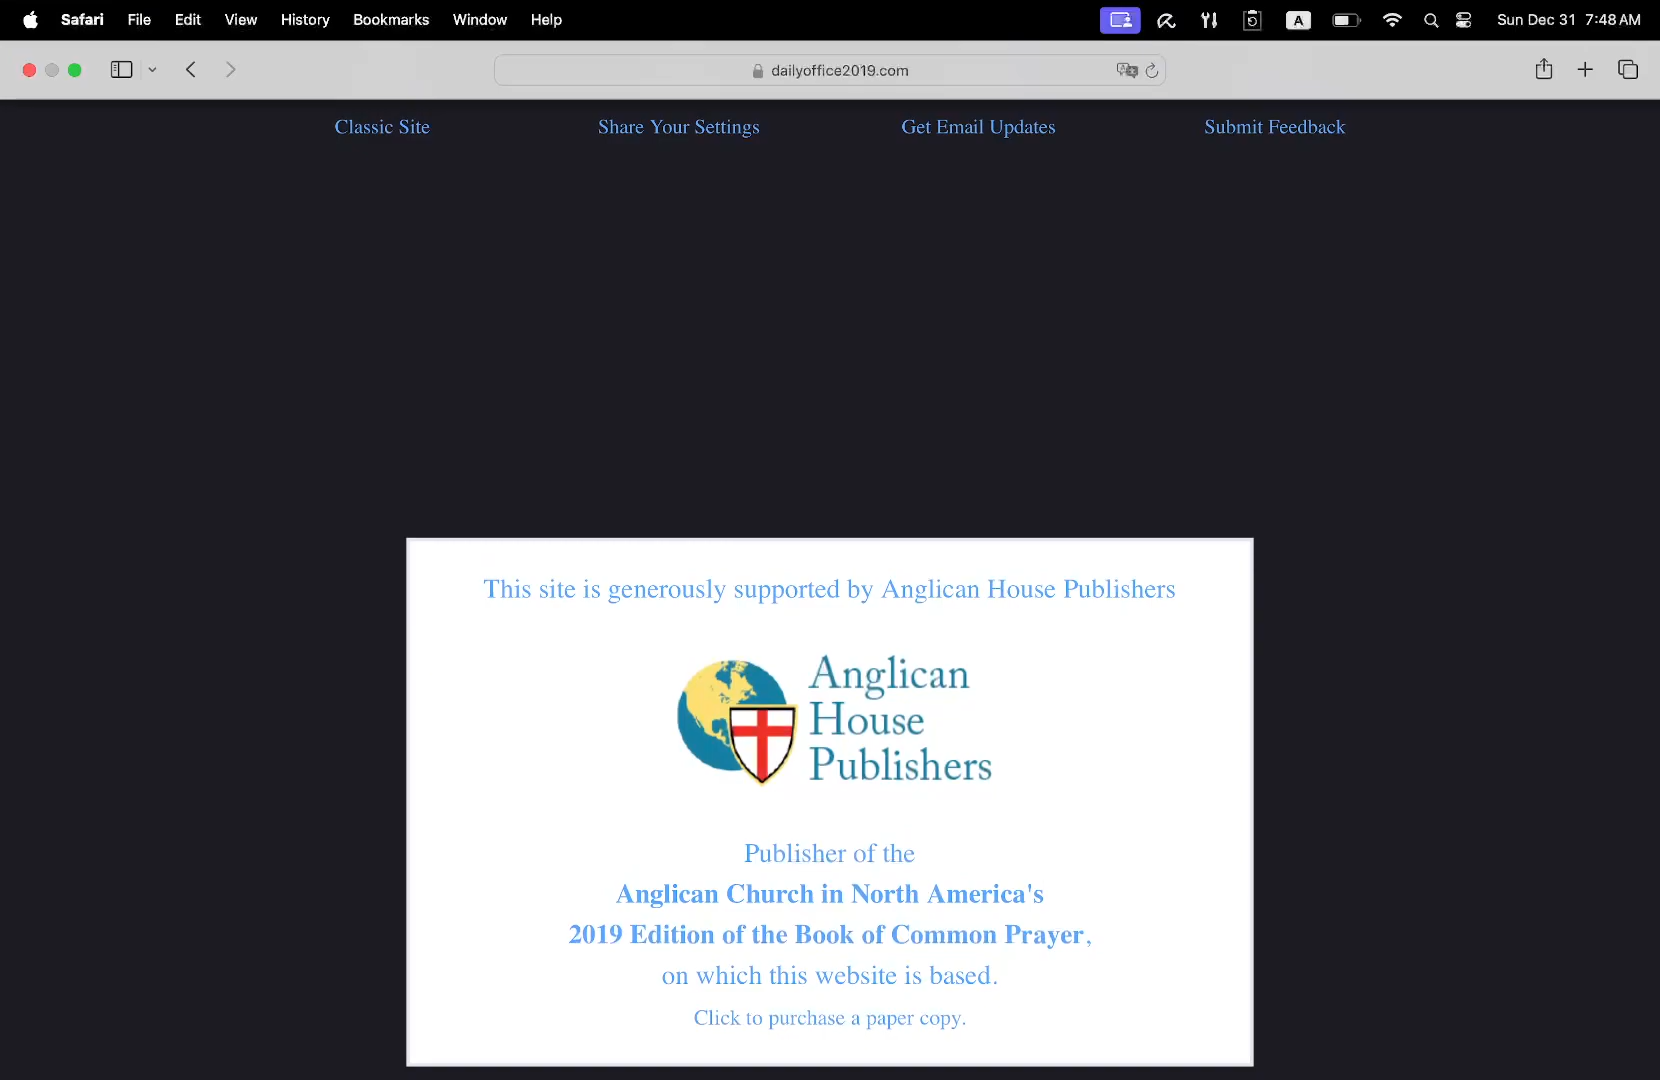 Safari File Edit View History Bookmarks Window Help A Sun Dec 31 7:48 AM
dailyoffice2019.com
Classic Site Share Your Settings Get Email Updates Submit Feedback
This site is generously supported by Anglican House Publishers
Anglican
House
Publishers
Publisher of the
Anglican Church in North America's
2019 Edition of the Book of Common Prayer,
on which this website is based.
Click to purchase a paper copy.